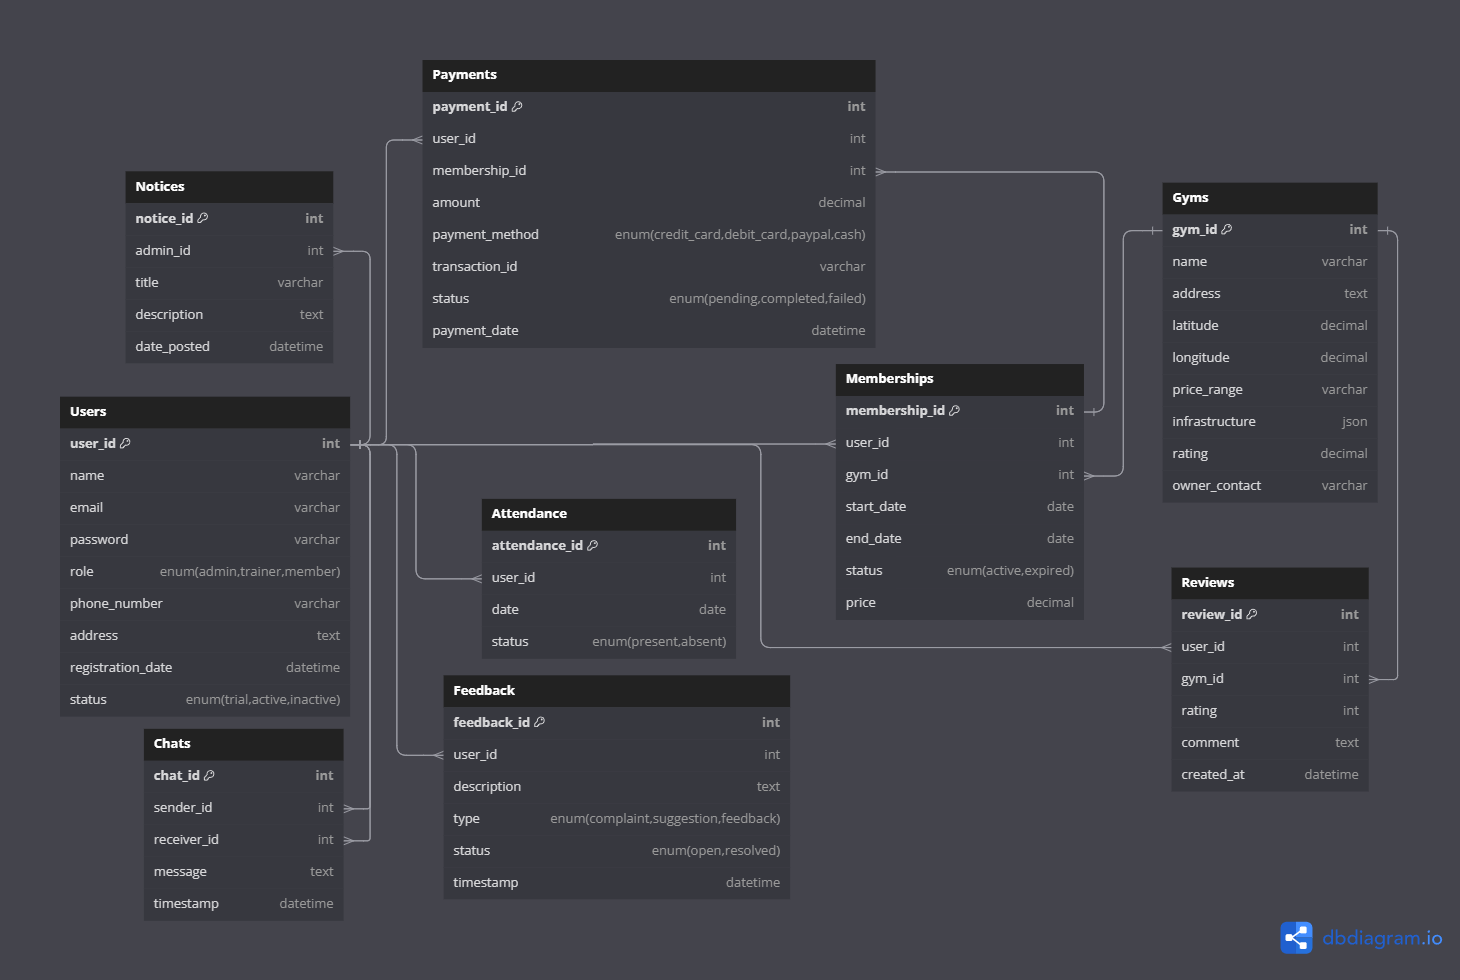 Payments
payment_id int
user_id int
membership_id int
amount decimal
payment_method enum(credit_card,debit_card,paypal,cash)
transaction_id varchar
status enum(pending,completed,failed)
payment_date datetime
Notices
notice_id int
admin_id int
title varchar
description text
date_posted datetime
Gyms
gym_id int
name varchar
address text
latitude decimal
longitude decimal
price_range varchar
infrastructure json
rating decimal
owner_contact varchar
Memberships
membership_id int
user_id int
gym_id int
start_date date
end_date date
status enum(active,expired)
price decimal
Users
user_id int
name varchar
email varchar
password varchar
role enum(admin,trainer,member)
phone_number varchar
address text
registration_date datetime
status enum(trial,active,inactive)
Attendance
attendance_id int
user_id int
date date
status enum(present,absent)
Reviews
review_id int
user_id int
gym_id int
rating int
comment text
created_at datetime
Feedback
feedback_id int
user_id int
description text
type enum(complaint,suggestion,feedback)
status enum(open,resolved)
timestamp datetime
Chats
chat_id int
sender_id int
receiver_id int
message text
timestamp datetime
dbdiagram.io